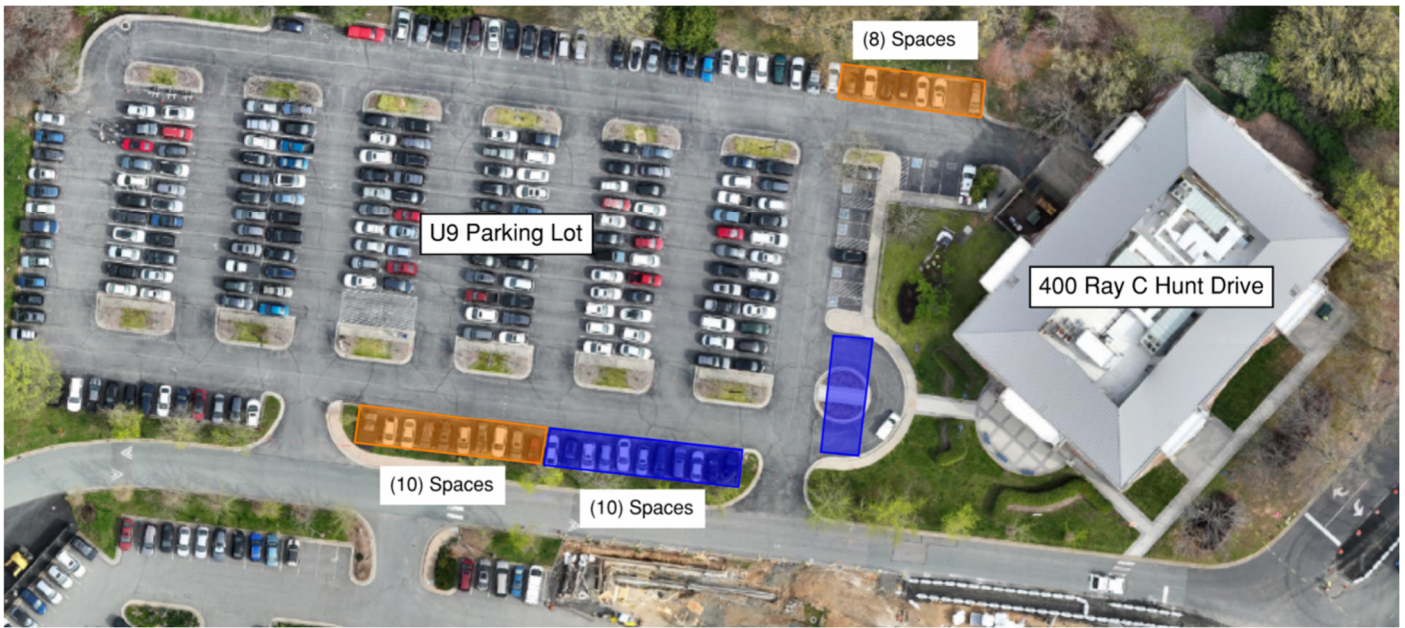 (8) Spaces
U9 Parking Lot
400 Ray C Hunt Drive
(10) Spaces
(10) Spaces